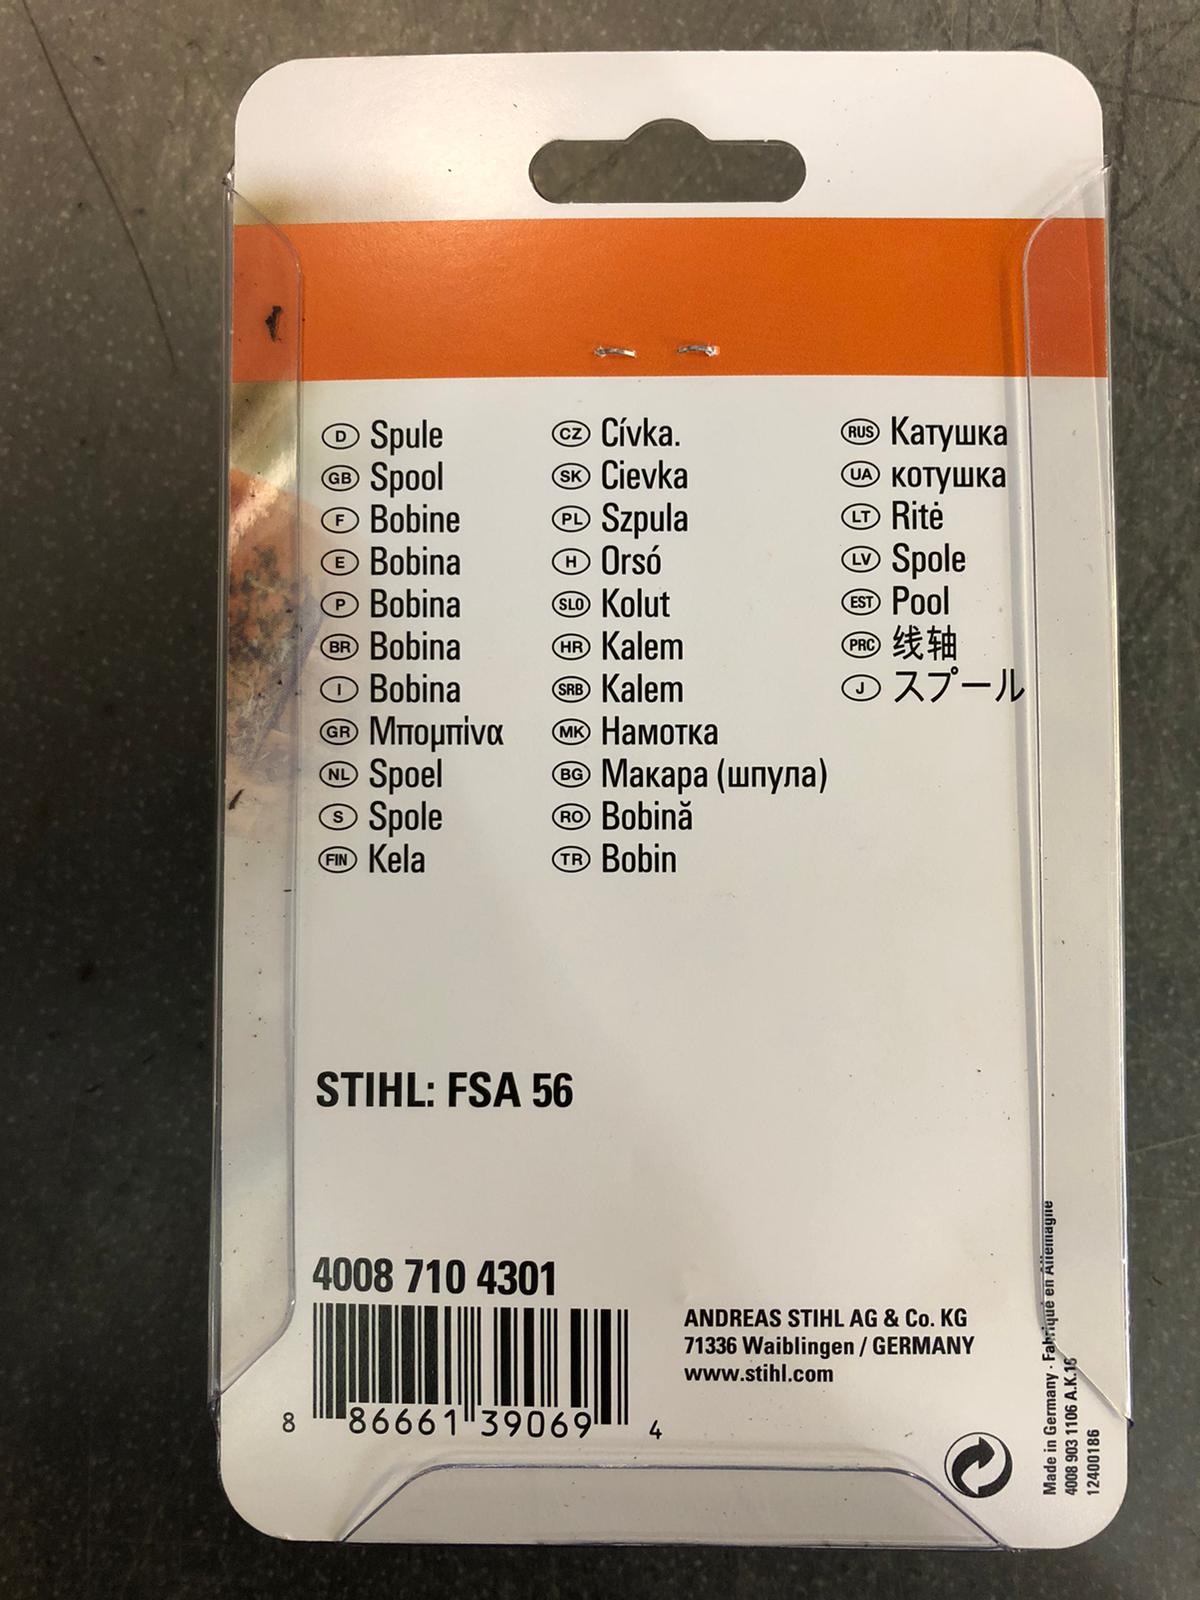 D Spule
GB Spool
F Bobine
E Bobina
P Bobina
BR Bobina
I Bobina
GR Μπομπίνα
NL Spoel
S Spole
FIN Kela
CZ Cívka.
SK Cievka
PL Szpula
H Orsó
SLO Kolut
HR Kalem
SRB Kalem
MK Намотка
BG Макара (шпула)
RO Bobină
TR Bobin
RUS Катушка
UA котушка
LT Ritė
LV Spole
EST Pool
PRC 线轴
J スプール
STIHL: FSA 56
4008 710 4301
8 86661 39069 4
ANDREAS STIHL AG & Co. KG
71336 Waiblingen / GERMANY
www.stihl.com
Made in Germany · Fabriqué en Allemagne
4008 903 1106 A.K.16
12400186